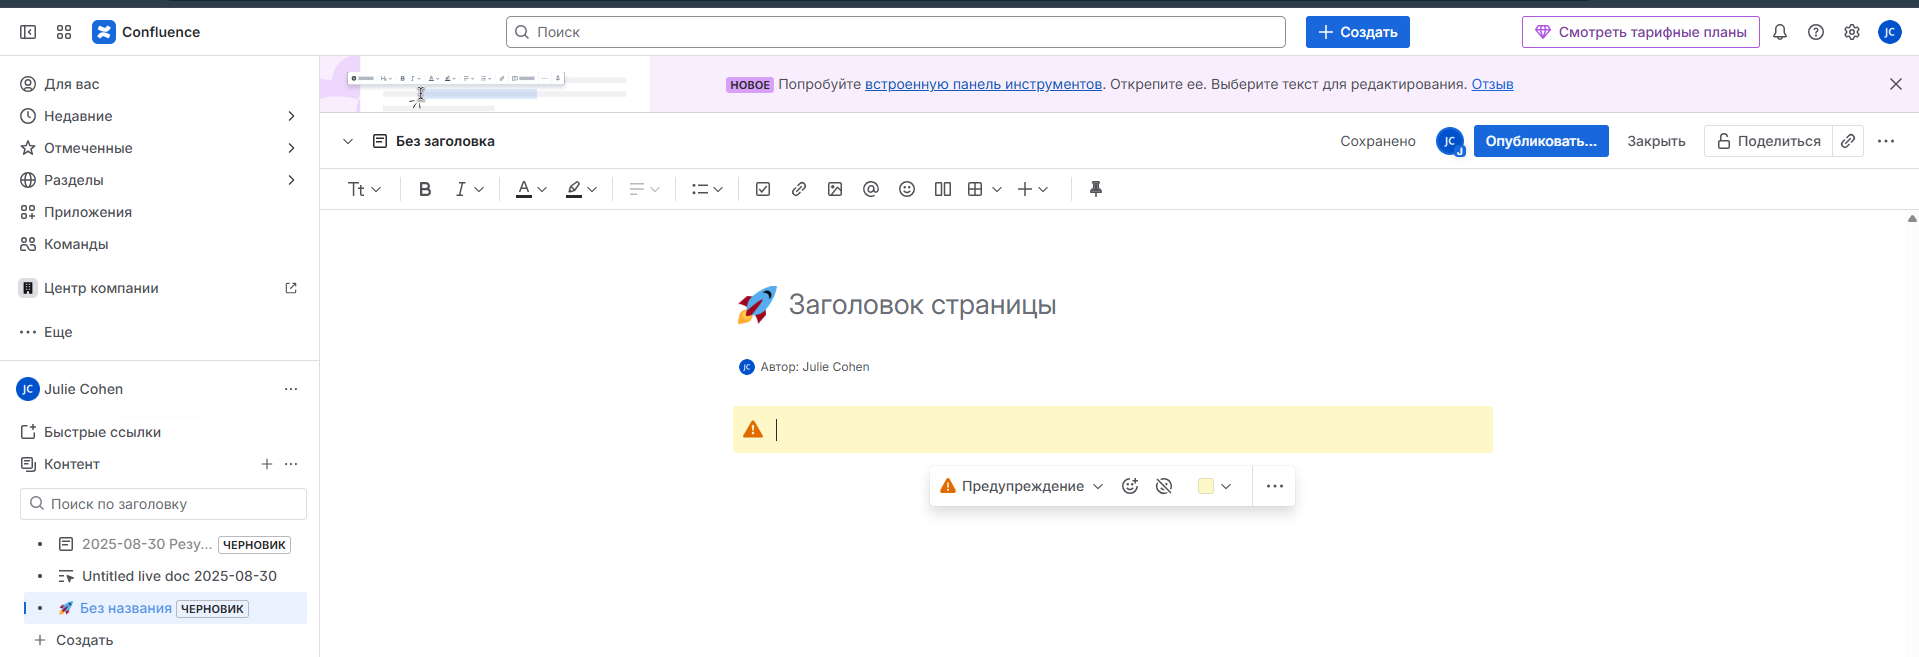 Confluence
Поиск
Создать
Смотреть тарифные планы
JC
Для вас
Недавние
Отмеченные
Разделы
Приложения
Команды
Центр компании
Еще
JC Julie Cohen
Быстрые ссылки
Контент
Поиск по заголовку
2025-08-30 Резу... ЧЕРНОВИК
Untitled live doc 2025-08-30
Без названия ЧЕРНОВИК
Создать
НОВОЕ Попробуйте встроенную панель инструментов. Открепите ее. Выберите текст для редактирования. Отзыв
Без заголовка
Сохранено
JC
J
Опубликовать...
Закрыть
Поделиться
Tt B I A
Заголовок страницы
JC Автор: Julie Cohen
Предупреждение